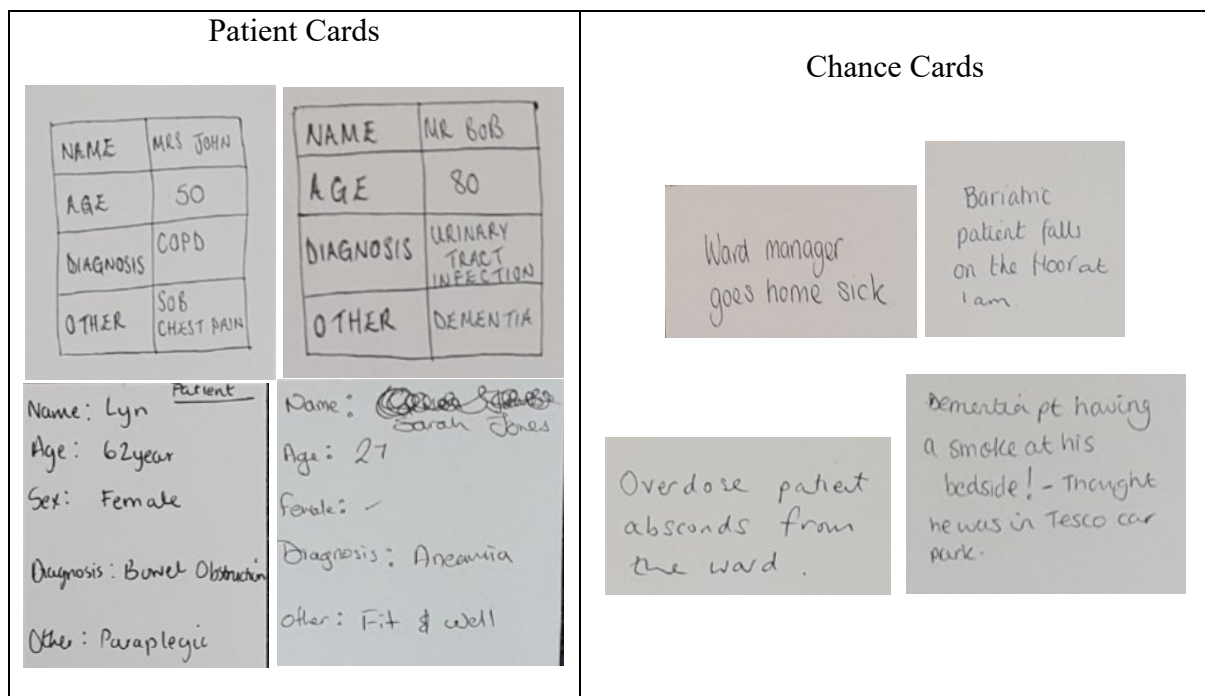 Patient Cards
NAME MRS JOHN
AGE 50
DIAGNOSIS COPD
OTHER SOB
CHEST PAIN
NAME MR BOB
AGE 80
DIAGNOSIS URINARY
TRACT
INFECTION
OTHER DEMENTIA
Patient
Name: Lyn
Age: 62year
Sex: Female
Diagnosis: Bowel Obstruction
Other: Paraplegic
Name:
Sarah Jones
Age: 27
Female: ✓
Diagnosis: Aneamia
Other: Fit & well
Chance Cards
Ward manager
goes home sick.
Bariatric
patient falls
on the floor at
1am.
Overdose patient
absconds from
the ward.
Dementia pt having
a smoke at his
bedside! - Thought
he was in Tesco car
park.